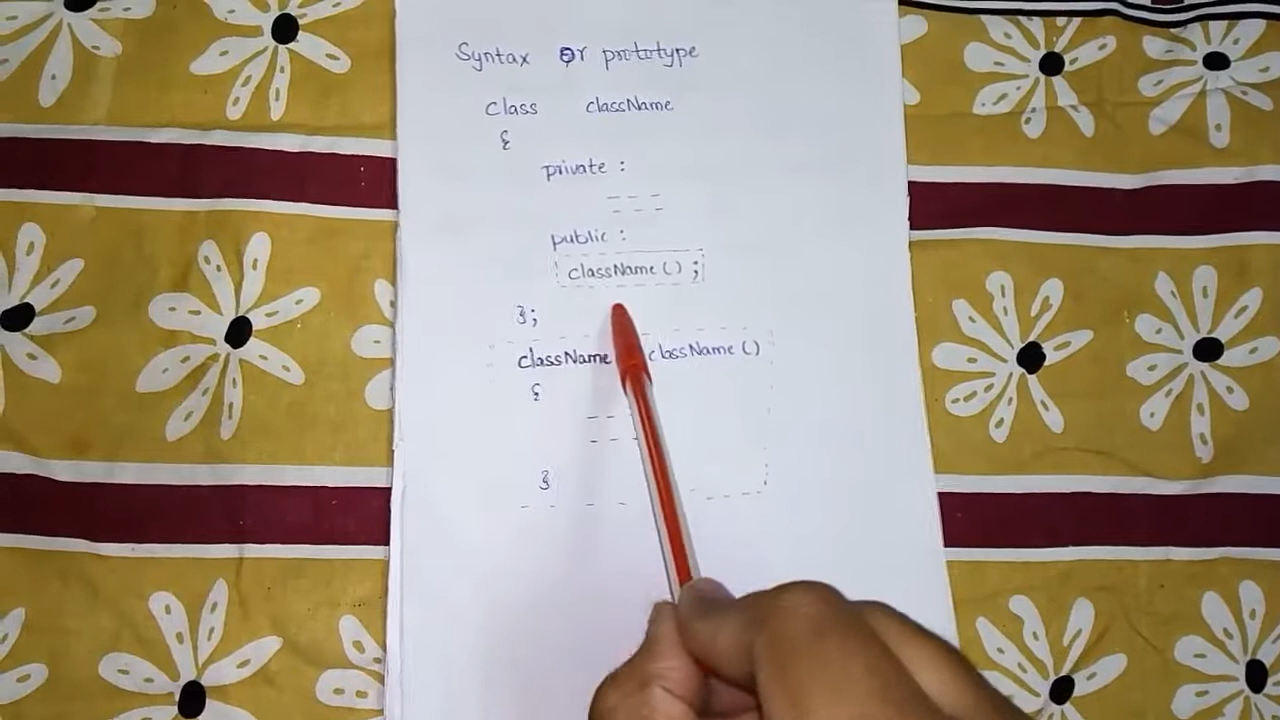 Syntax or prototype
Class className
{
private :
- - -
- - -
public :
className ( ) ;
} ;
className className ( )
{
- -
- - -
}